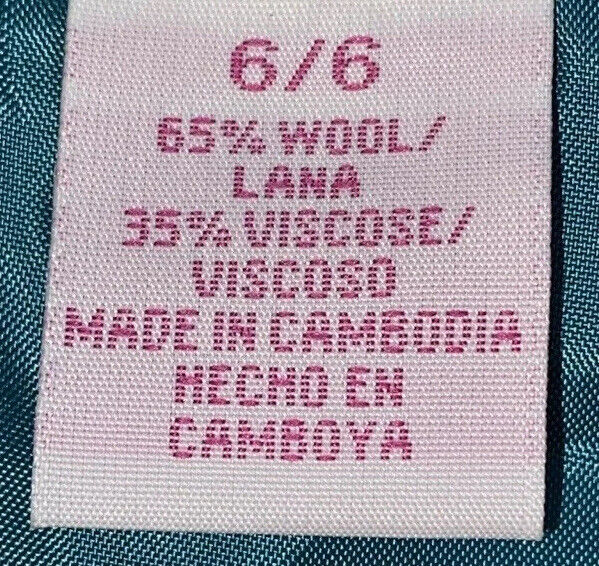 6/6
65% WOOL/
LANA
35% VISCOSE/
VISCOSO
MADE IN CAMBODIA
HECHO EN
CAMBOYA